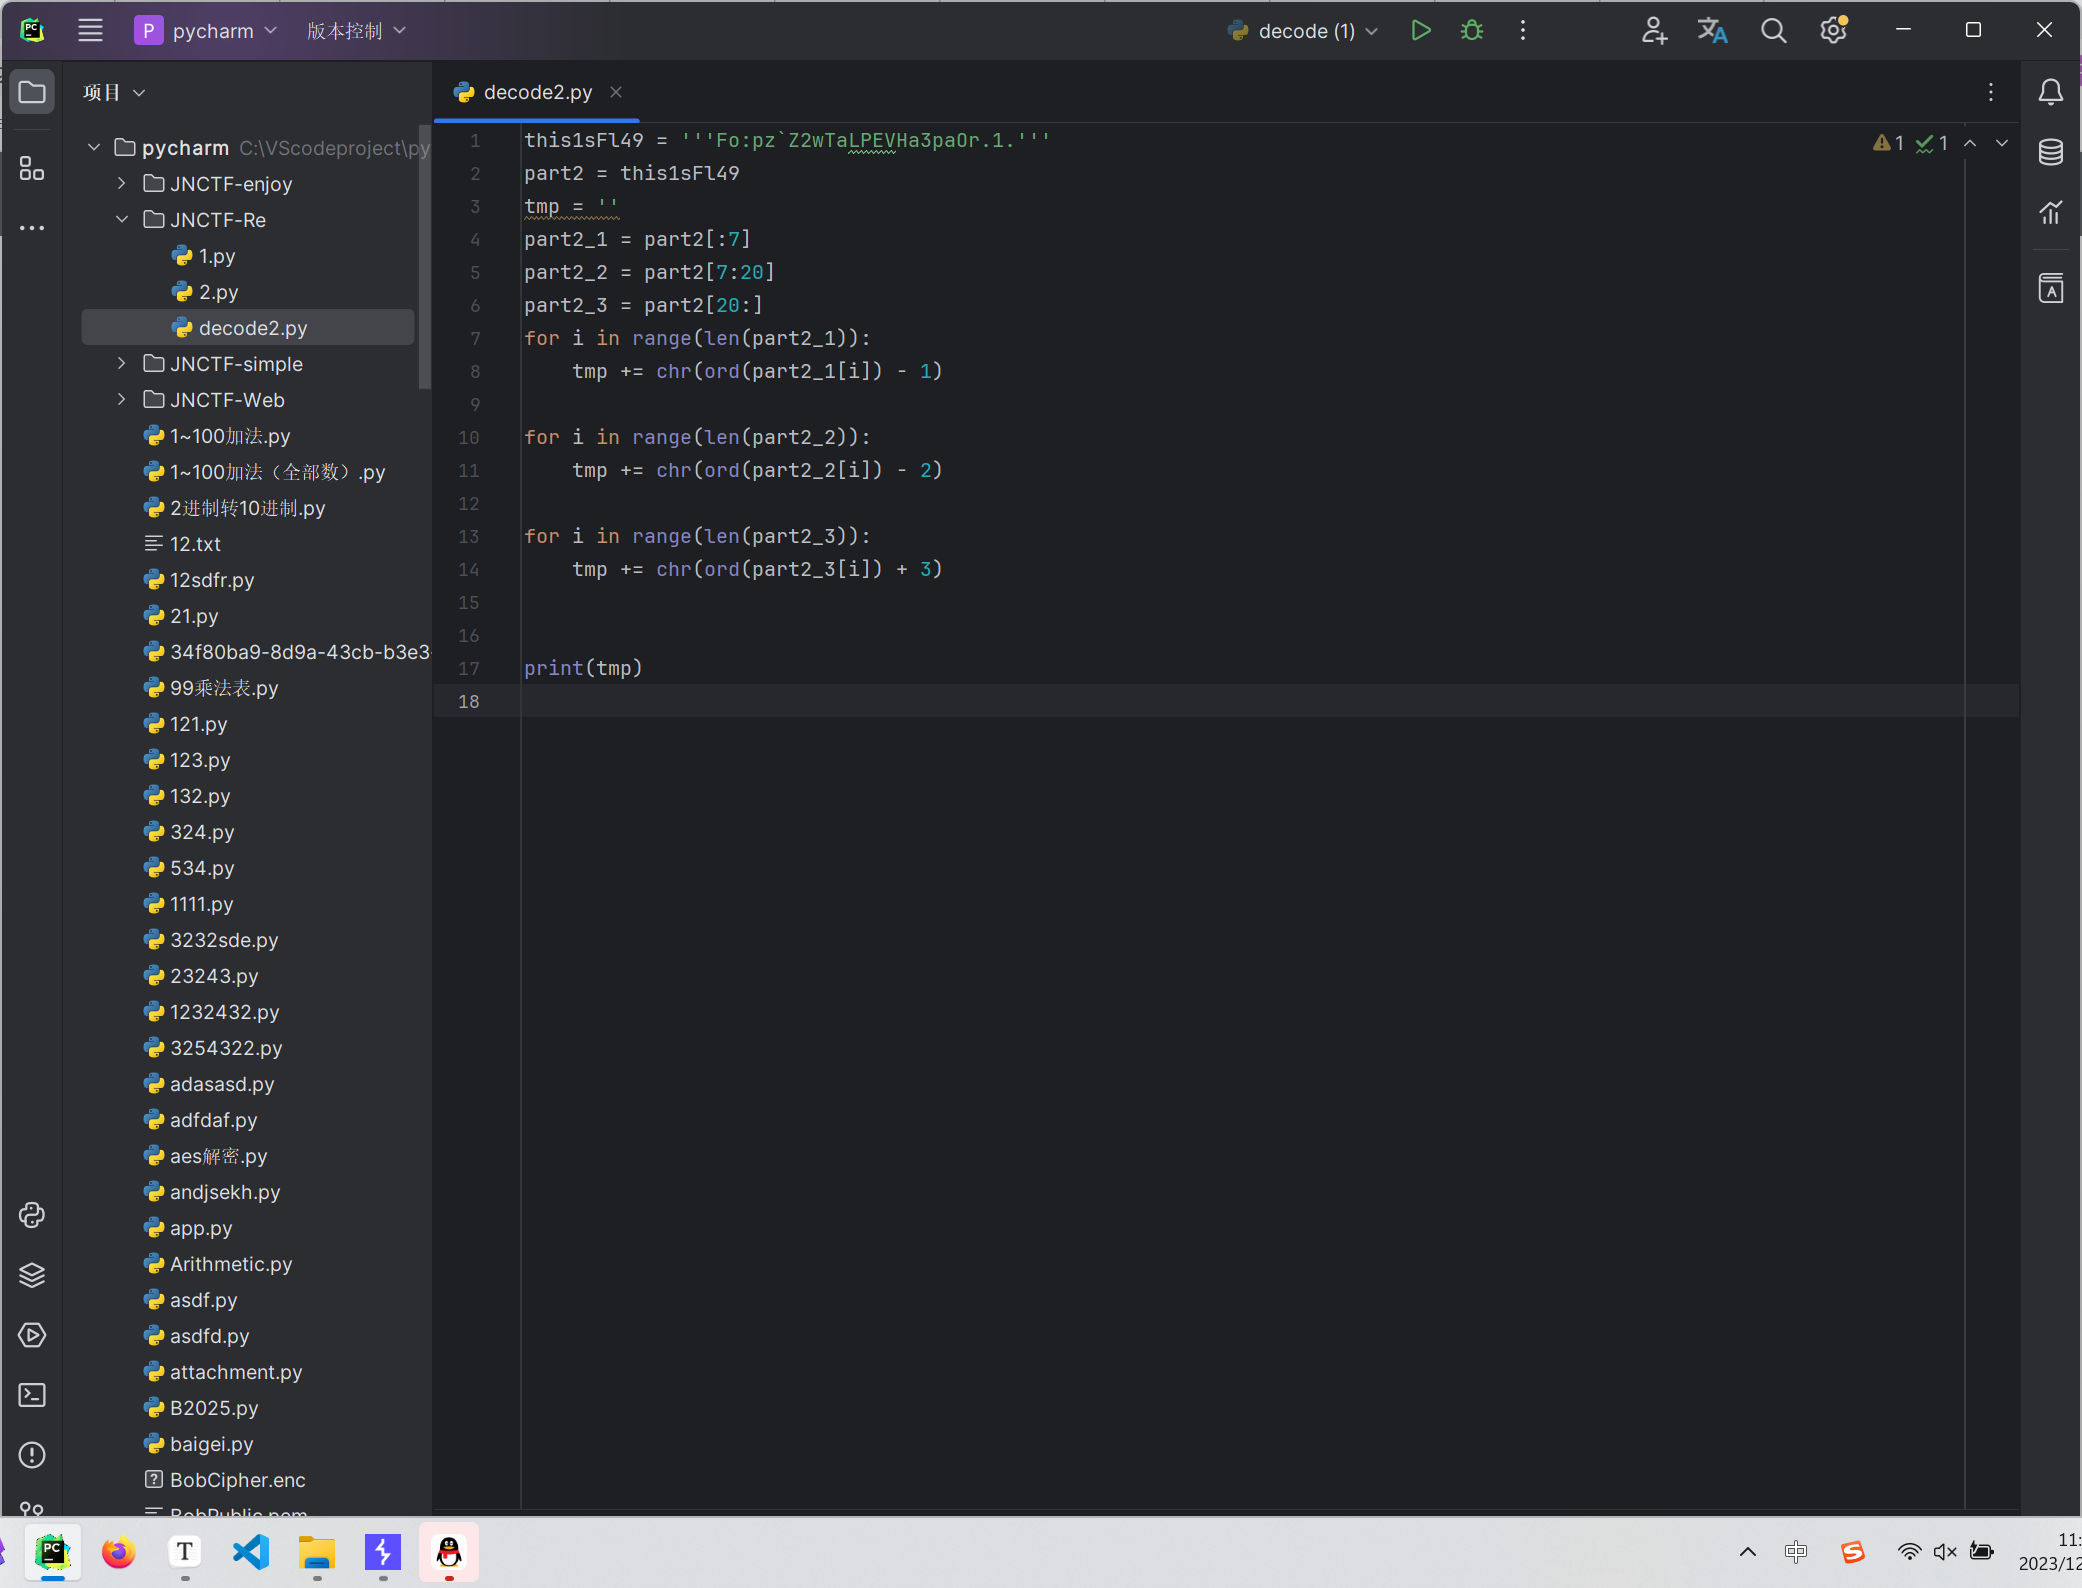 P pycharm 版本控制 decode (1)
项目 decode2.py
pycharm C:\VScodeproject\py
JNCTF-enjoy
JNCTF-Re
1.py
2.py
decode2.py
JNCTF-simple
JNCTF-Web
1~100加法.py
1~100加法（全部数）.py
2进制转10进制.py
12.txt
12sdfr.py
21.py
34f80ba9-8d9a-43cb-b3e3-
99乘法表.py
121.py
123.py
132.py
324.py
534.py
1111.py
3232sde.py
23243.py
1232432.py
3254322.py
adasasd.py
adfdaf.py
aes解密.py
andjsekh.py
app.py
Arithmetic.py
asdf.py
asdfd.py
attachment.py
B2025.py
baigei.py
BobCipher.enc
BobPublic.pem
1 this1sFl49 = '''Fo:pz`Z2wTaLPEVHa3paOr.1.''' 1 1
2 part2 = this1sFl49
3 tmp = ''
4 part2_1 = part2[:7]
5 part2_2 = part2[7:20]
6 part2_3 = part2[20:]
7 for i in range(len(part2_1)):
8     tmp += chr(ord(part2_1[i]) - 1)
9
10 for i in range(len(part2_2)):
11     tmp += chr(ord(part2_2[i]) - 2)
12
13 for i in range(len(part2_3)):
14     tmp += chr(ord(part2_3[i]) + 3)
15
16
17 print(tmp)
18
中
11:
2023/12